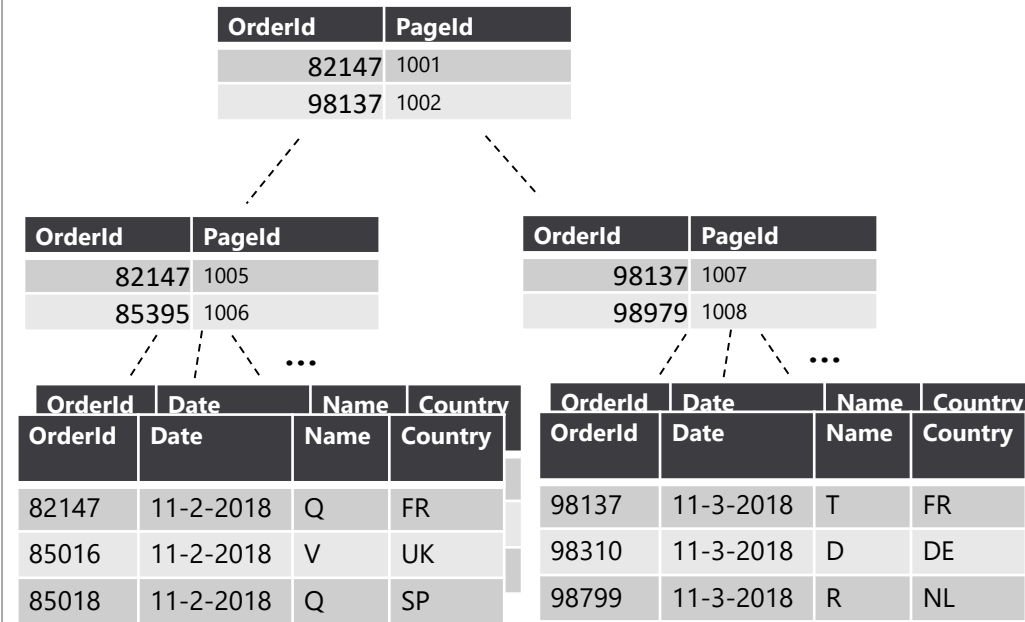 OrderId PageId
82147 1001
98137 1002
OrderId PageId
82147 1005
85395 1006
...
OrderId PageId
98137 1007
98979 1008
...
OrderId Date Name Country
OrderId Date Name Country
82147 11-2-2018 Q FR
85016 11-2-2018 V UK
85018 11-2-2018 Q SP
OrderId Date Name Country
OrderId Date Name Country
98137 11-3-2018 T FR
98310 11-3-2018 D DE
98799 11-3-2018 R NL